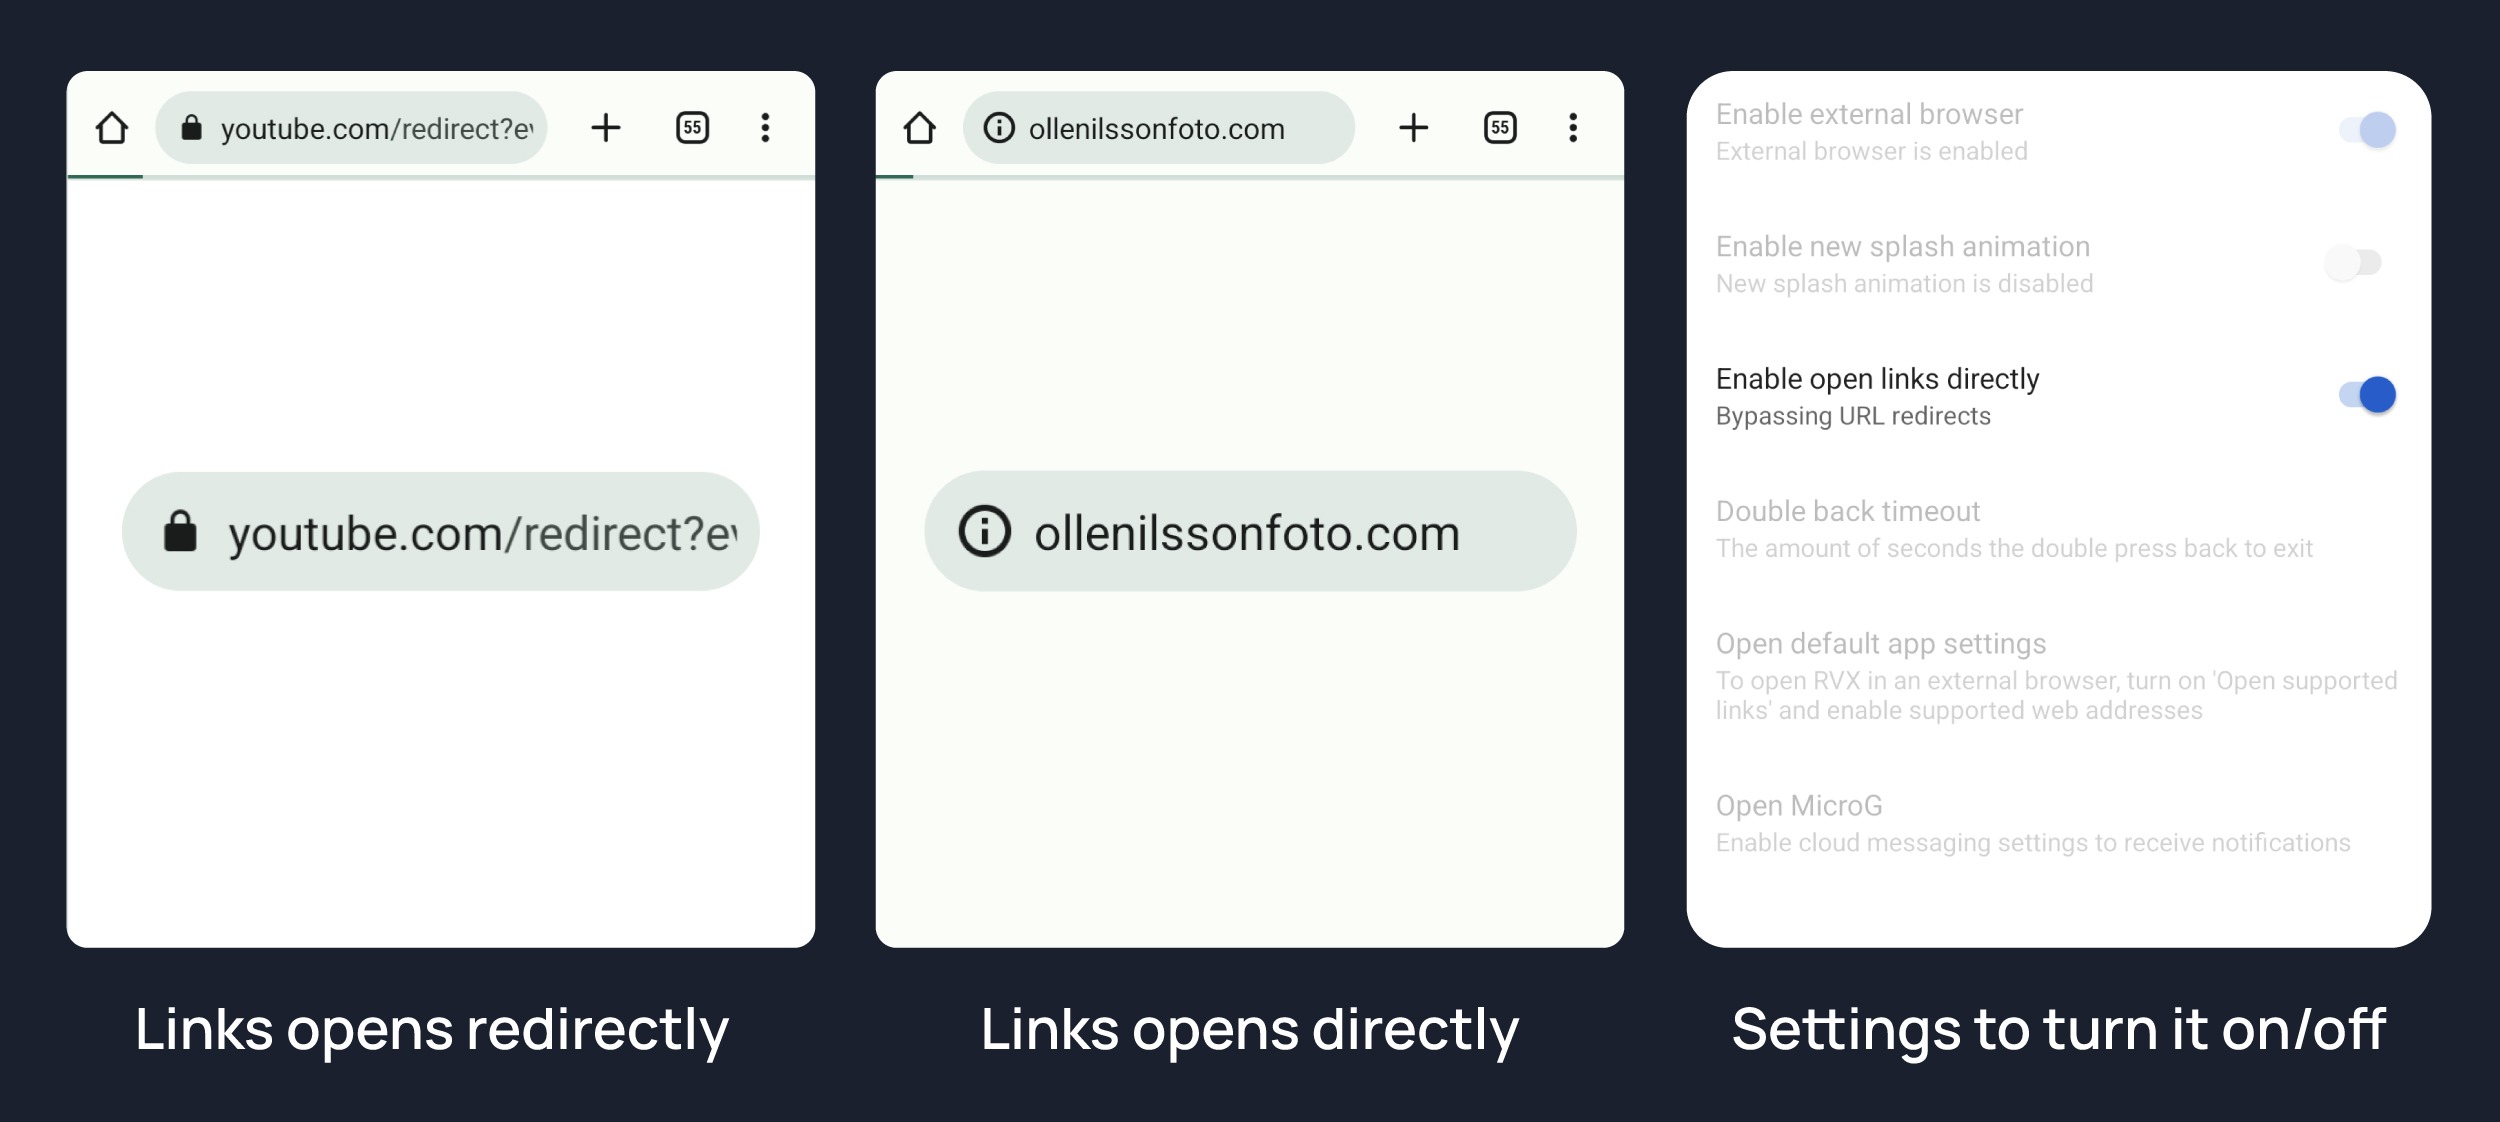 youtube.com/redirect?ev
55
youtube.com/redirect?ev
Links opens redirectly
ollenilssonfoto.com
55
ollenilssonfoto.com
Links opens directly
Enable external browser
External browser is enabled
Enable new splash animation
New splash animation is disabled
Enable open links directly
Bypassing URL redirects
Double back timeout
The amount of seconds the double press back to exit
Open default app settings
To open RVX in an external browser, turn on 'Open supported
links' and enable supported web addresses
Open MicroG
Enable cloud messaging settings to receive notifications
Settings to turn it on/off